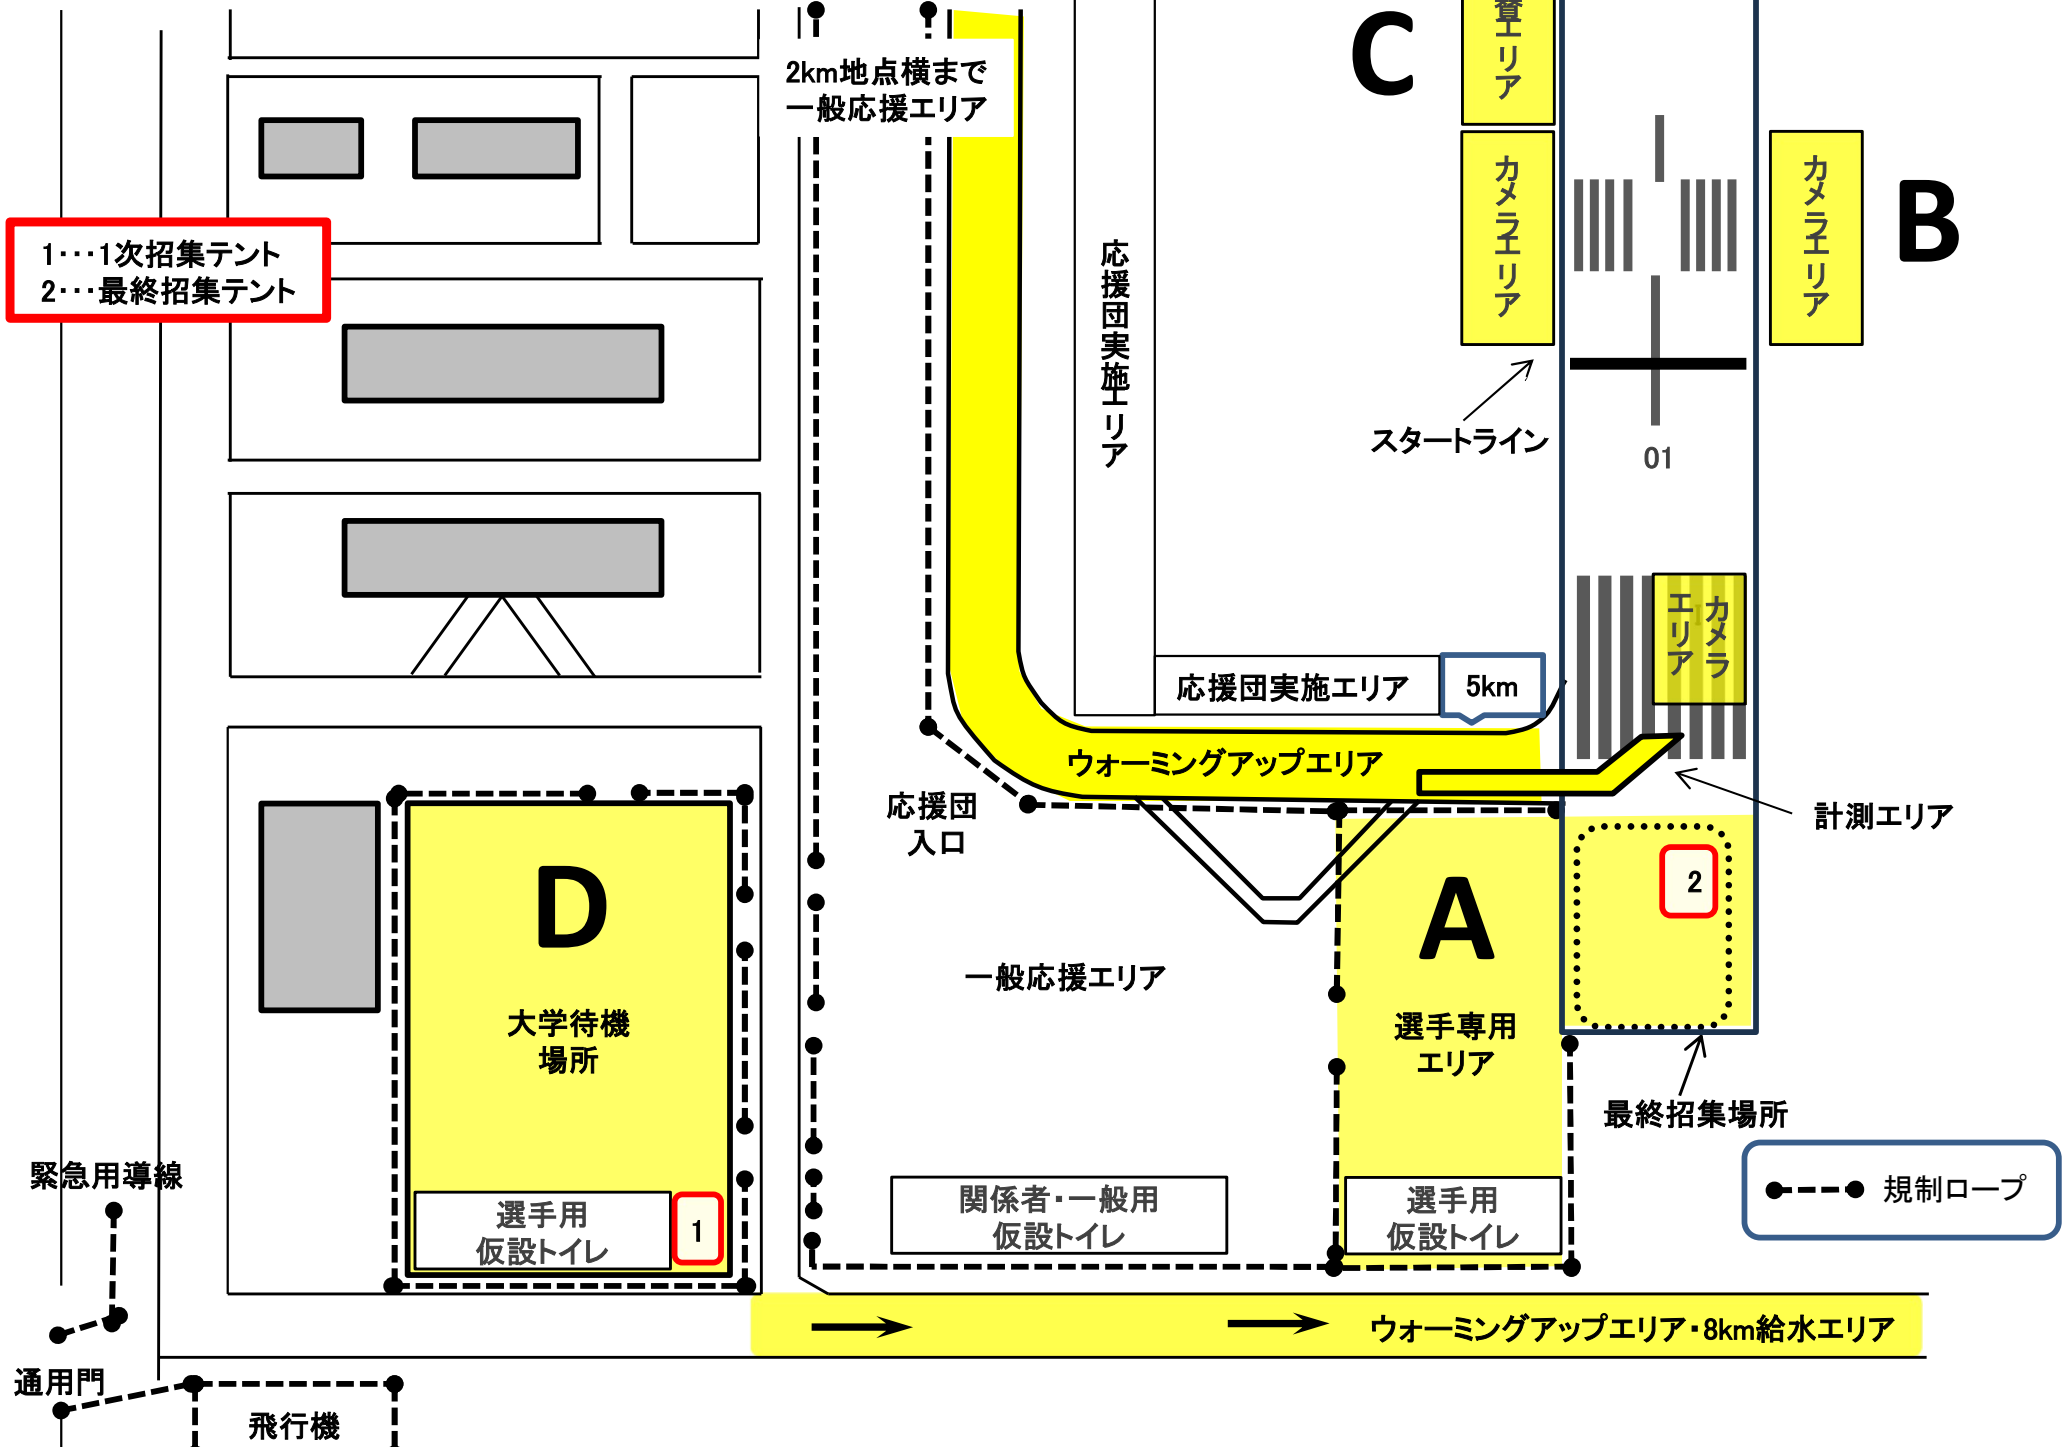 C
エリア
2km地点横まで
一般応援エリア
カメラエリア
カメラエリア
B
1・・・1次招集テント
2・・・最終招集テント
応援団実施エリア
スタートライン
01
カメラ
エリア
応援団実施エリア
5km
ウォーミングアップエリア
応援団
入口
計測エリア
D
A
2
一般応援エリア
大学待機
場所
選手専用
エリア
最終招集場所
緊急用導線
規制ロープ
選手用
仮設トイレ
1
関係者・一般用
仮設トイレ
選手用
仮設トイレ
ウォーミングアップエリア・8km給水エリア
通用門
飛行機